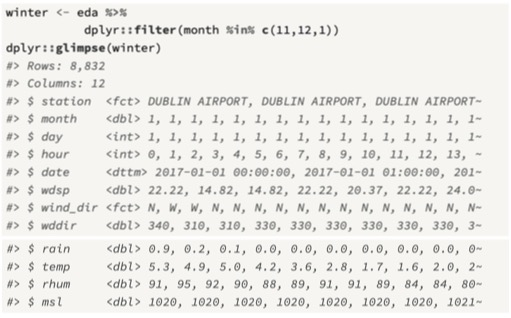 winter <- eda %>%
dplyr::filter(month %in% c(11,12,1))
dplyr::glimpse(winter)
#> Rows: 8,832
#> Columns: 12
#> $ station <fct> DUBLIN AIRPORT, DUBLIN AIRPORT, DUBLIN AIRPORT~
#> $ month <dbl> 1, 1, 1, 1, 1, 1, 1, 1, 1, 1, 1, 1, 1, 1, 1, 1~
#> $ day <int> 1, 1, 1, 1, 1, 1, 1, 1, 1, 1, 1, 1, 1, 1, 1, 1~
#> $ hour <int> 0, 1, 2, 3, 4, 5, 6, 7, 8, 9, 10, 11, 12, 13, ~
#> $ date <dttm> 2017-01-01 00:00:00, 2017-01-01 01:00:00, 201~
#> $ wdsp <dbl> 22.22, 14.82, 14.82, 22.22, 20.37, 22.22, 24.0~
#> $ wind_dir <fct> N, W, W, N, N, N, N, N, N, N, N, N, N, N, N, N~
#> $ wddir <dbl> 340, 310, 310, 330, 330, 330, 330, 330, 330, 3~
#> $ rain <dbl> 0.9, 0.2, 0.1, 0.0, 0.0, 0.0, 0.0, 0.0, 0.0, 0~
#> $ temp <dbl> 5.3, 4.9, 5.0, 4.2, 3.6, 2.8, 1.7, 1.6, 2.0, 2~
#> $ rhum <dbl> 91, 95, 92, 90, 88, 89, 91, 91, 89, 84, 84, 80~
#> $ msl <dbl> 1020, 1020, 1020, 1020, 1020, 1020, 1020, 1021~